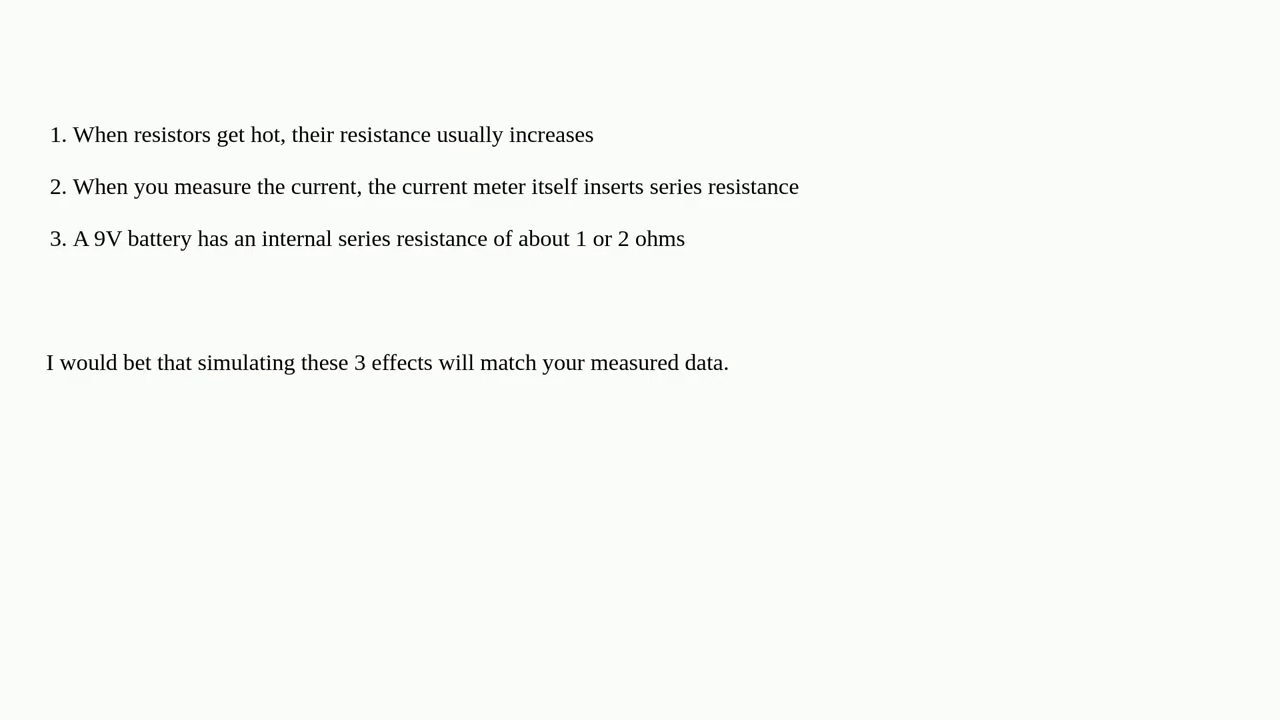 1. When resistors get hot, their resistance usually increases
2. When you measure the current, the current meter itself inserts series resistance
3. A 9V battery has an internal series resistance of about 1 or 2 ohms
I would bet that simulating these 3 effects will match your measured data.